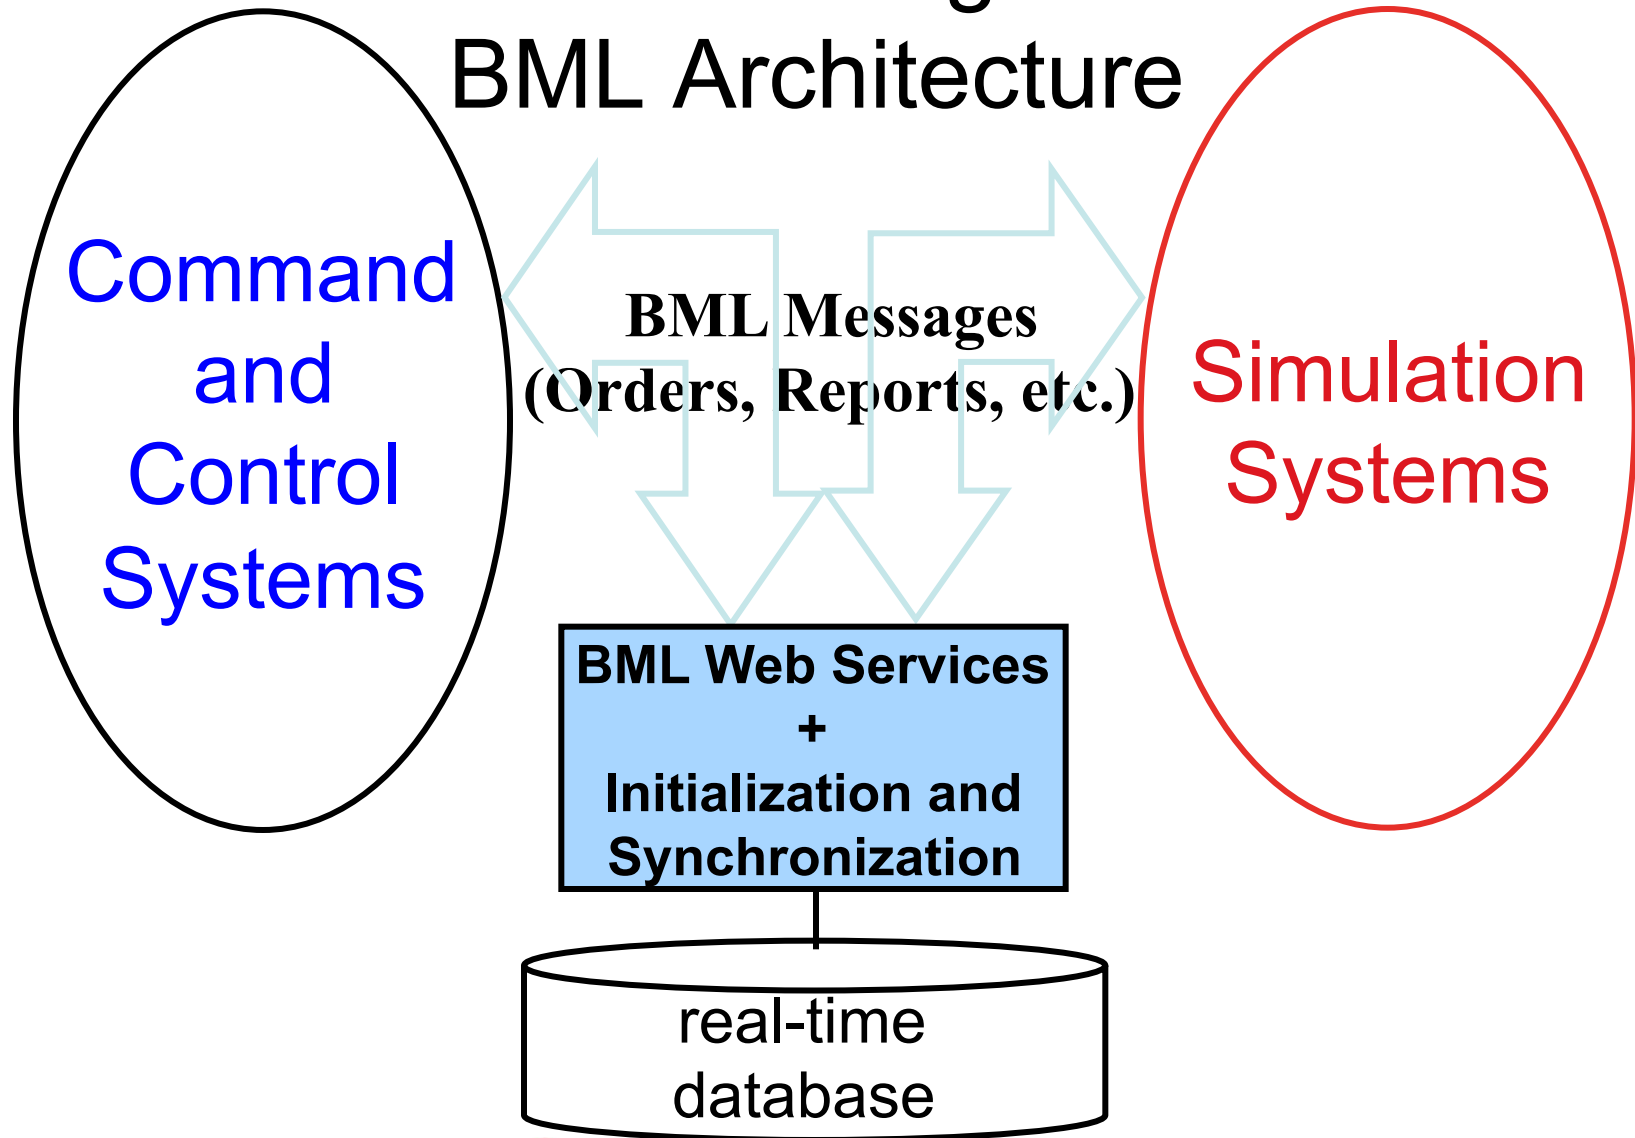 BML Architecture
Command
and
Control
Systems
BML Messages
(Orders, Reports, etc.)
Simulation
Systems
BML Web Services
+
Initialization and
Synchronization
real-time
database